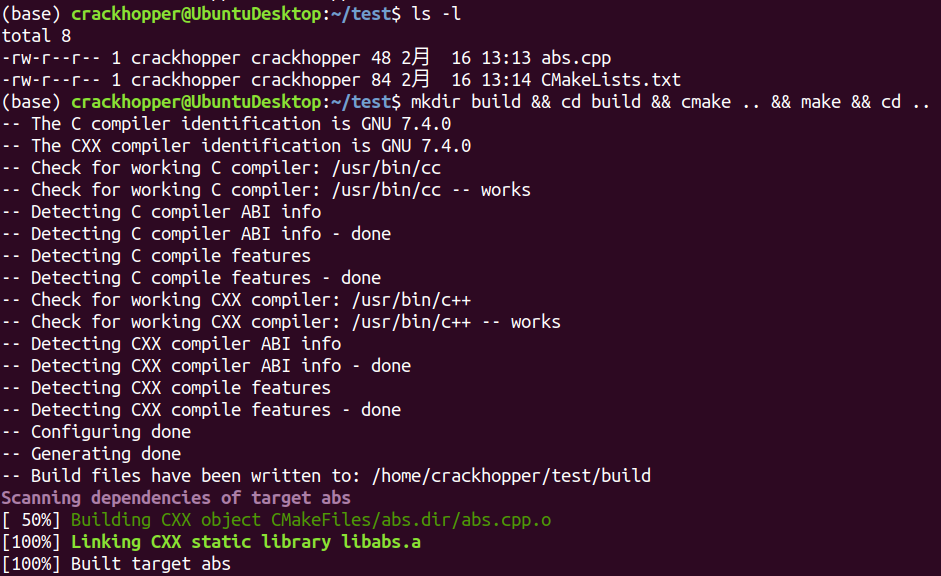 (base) crackhopper@UbuntuDesktop:~/test$ ls -l
total 8
-rw-r--r-- 1 crackhopper crackhopper 48 2月  16 13:13 abs.cpp
-rw-r--r-- 1 crackhopper crackhopper 84 2月  16 13:14 CMakeLists.txt
(base) crackhopper@UbuntuDesktop:~/test$ mkdir build && cd build && cmake .. && make && cd ..
-- The C compiler identification is GNU 7.4.0
-- The CXX compiler identification is GNU 7.4.0
-- Check for working C compiler: /usr/bin/cc
-- Check for working C compiler: /usr/bin/cc -- works
-- Detecting C compiler ABI info
-- Detecting C compiler ABI info - done
-- Detecting C compile features
-- Detecting C compile features - done
-- Check for working CXX compiler: /usr/bin/c++
-- Check for working CXX compiler: /usr/bin/c++ -- works
-- Detecting CXX compiler ABI info
-- Detecting CXX compiler ABI info - done
-- Detecting CXX compile features
-- Detecting CXX compile features - done
-- Configuring done
-- Generating done
-- Build files have been written to: /home/crackhopper/test/build
Scanning dependencies of target abs
[ 50%] Building CXX object CMakeFiles/abs.dir/abs.cpp.o
[100%] Linking CXX static library libabs.a
[100%] Built target abs